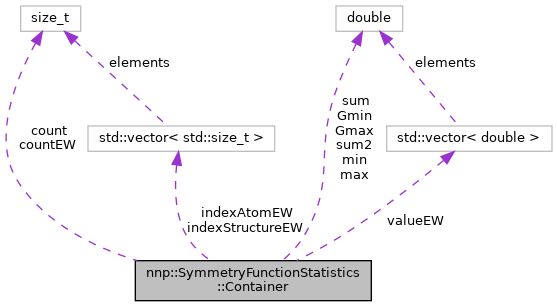 size_t
double
elements
elements
sum
Gmin
Gmax
sum2
min
max
count
countEW
std::vector< std::size_t >
std::vector< double >
indexAtomEW
indexStructureEW
valueEW
nnp::SymmetryFunctionStatistics
::Container